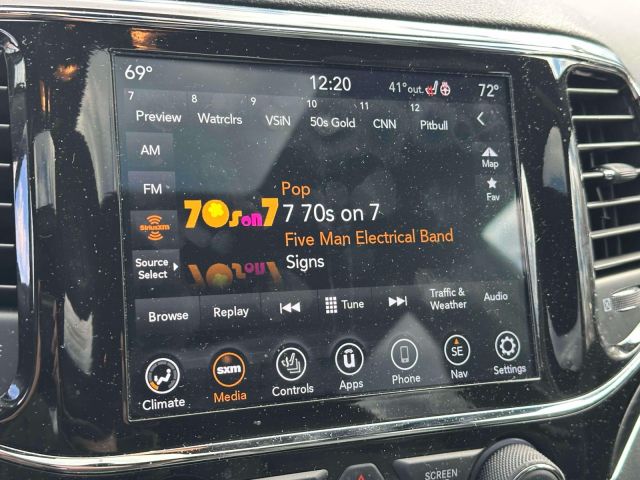 69° 12:20 41° out. 72°
7 8 9 10 11 12
Preview Watrclrs VSiN 50s Gold CNN Pitbull
AM
Map
FM
Pop
Fav
70s on 7
7 70s on 7
SiriusXM
Five Man Electrical Band
Source
Select
Signs
Browse Replay Tune Traffic &
Weather Audio
sxm U SE
Climate Media Controls Apps Phone Nav Settings
SCREEN